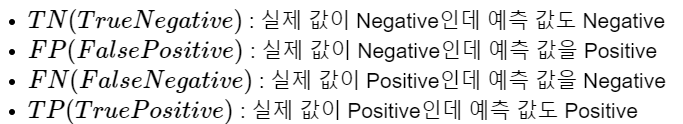 • TN(TrueNegative) : 실제 값이 Negative인데 예측 값도 Negative
• FP(FalsePositive) : 실제 값이 Negative인데 예측 값을 Positive
• FN(FalseNegative) : 실제 값이 Positive인데 예측 값을 Negative
• TP(TruePositive) : 실제 값이 Positive인데 예측 값도 Positive